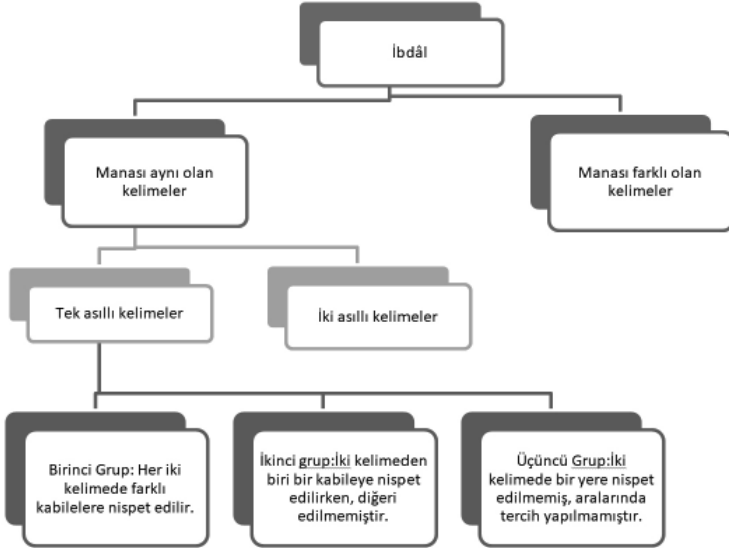 İbdâl
Manası aynı olan
kelimeler
Manası farklı olan
kelimeler
Tek asıllı kelimeler
İki asıllı kelimeler
Birinci Grup: Her iki
kelimede farklı
kabilelere nispet edilir.
İkinci grup:İki kelimeden
biri bir kabileye nispet
edilirken, diğeri
edilmemiştir.
Üçüncü Grup:İki
kelimede bir yere nispet
edilmemiş, aralarında
tercih yapılmamıştır.